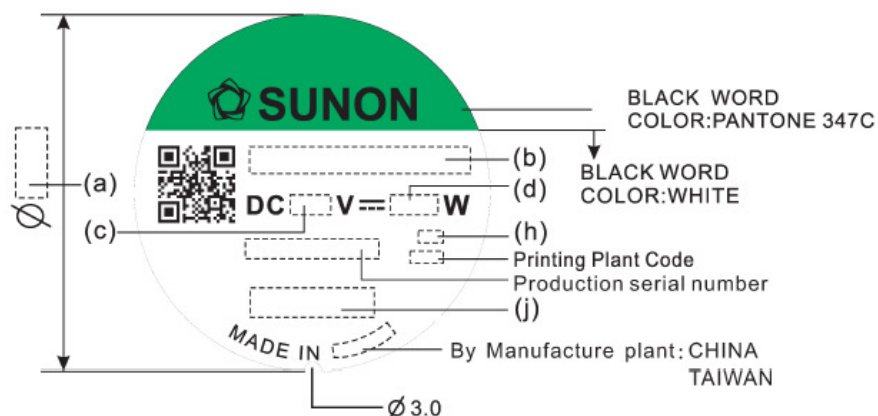 SUNON
BLACK WORD
COLOR:PANTONE 347C
(b)
BLACK WORD
COLOR:WHITE
(a)
Ø
(d)
DC V⎓ W
(c)
(h)
Printing Plant Code
Production serial number
(j)
MADE IN
By Manufacture plant: CHINA
TAIWAN
Ø3.0